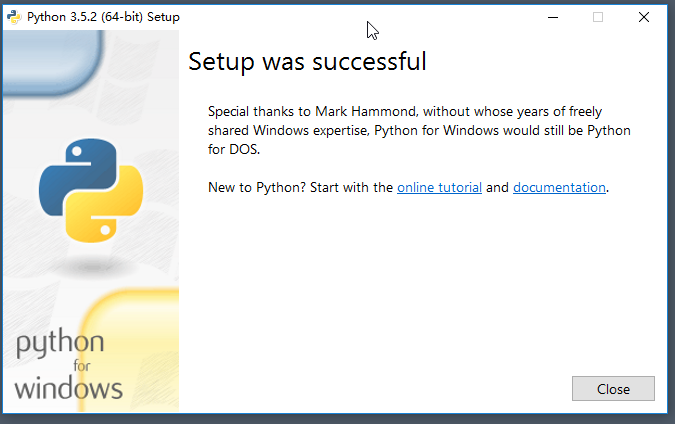 Python 3.5.2 (64-bit) Setup
Setup was successful
Special thanks to Mark Hammond, without whose years of freely
shared Windows expertise, Python for Windows would still be Python
for DOS.
New to Python? Start with the online tutorial and documentation.
python
for
windows
Close